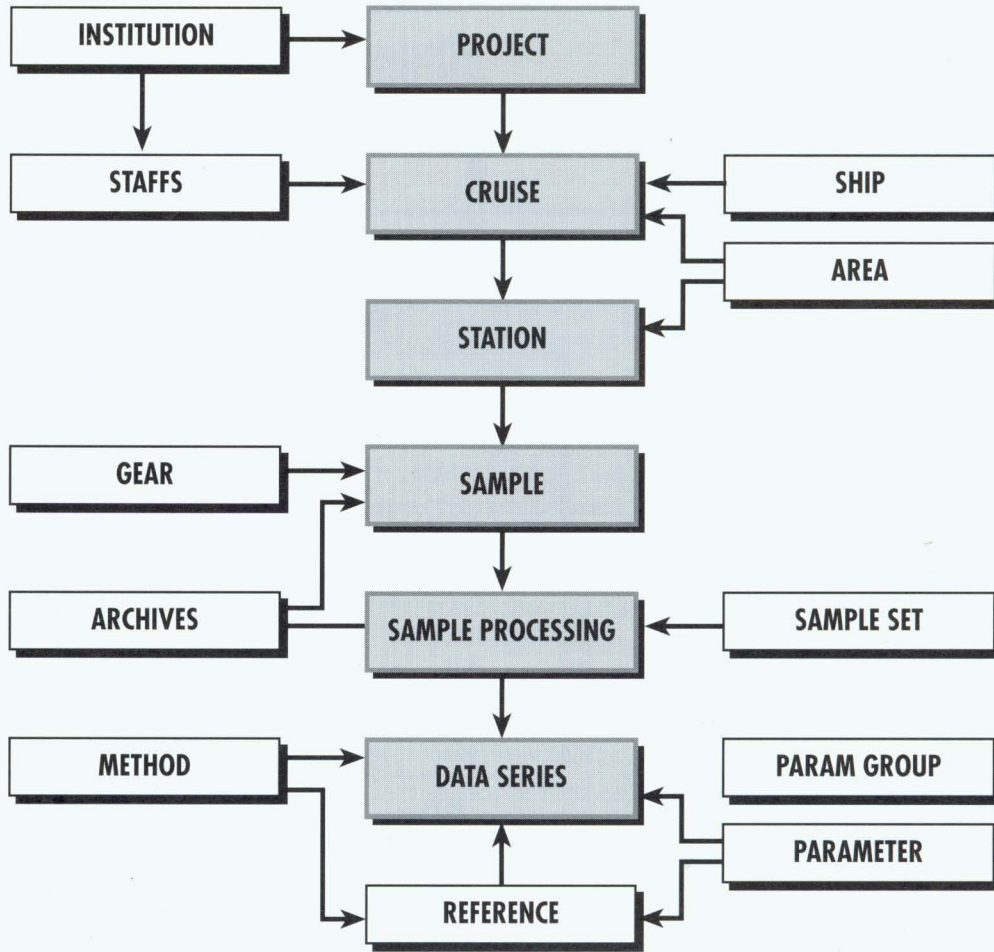 INSTITUTION
PROJECT
STAFFS
CRUISE
SHIP
AREA
STATION
GEAR
SAMPLE
ARCHIVES
SAMPLE PROCESSING
SAMPLE SET
METHOD
DATA SERIES
PARAM GROUP
PARAMETER
REFERENCE